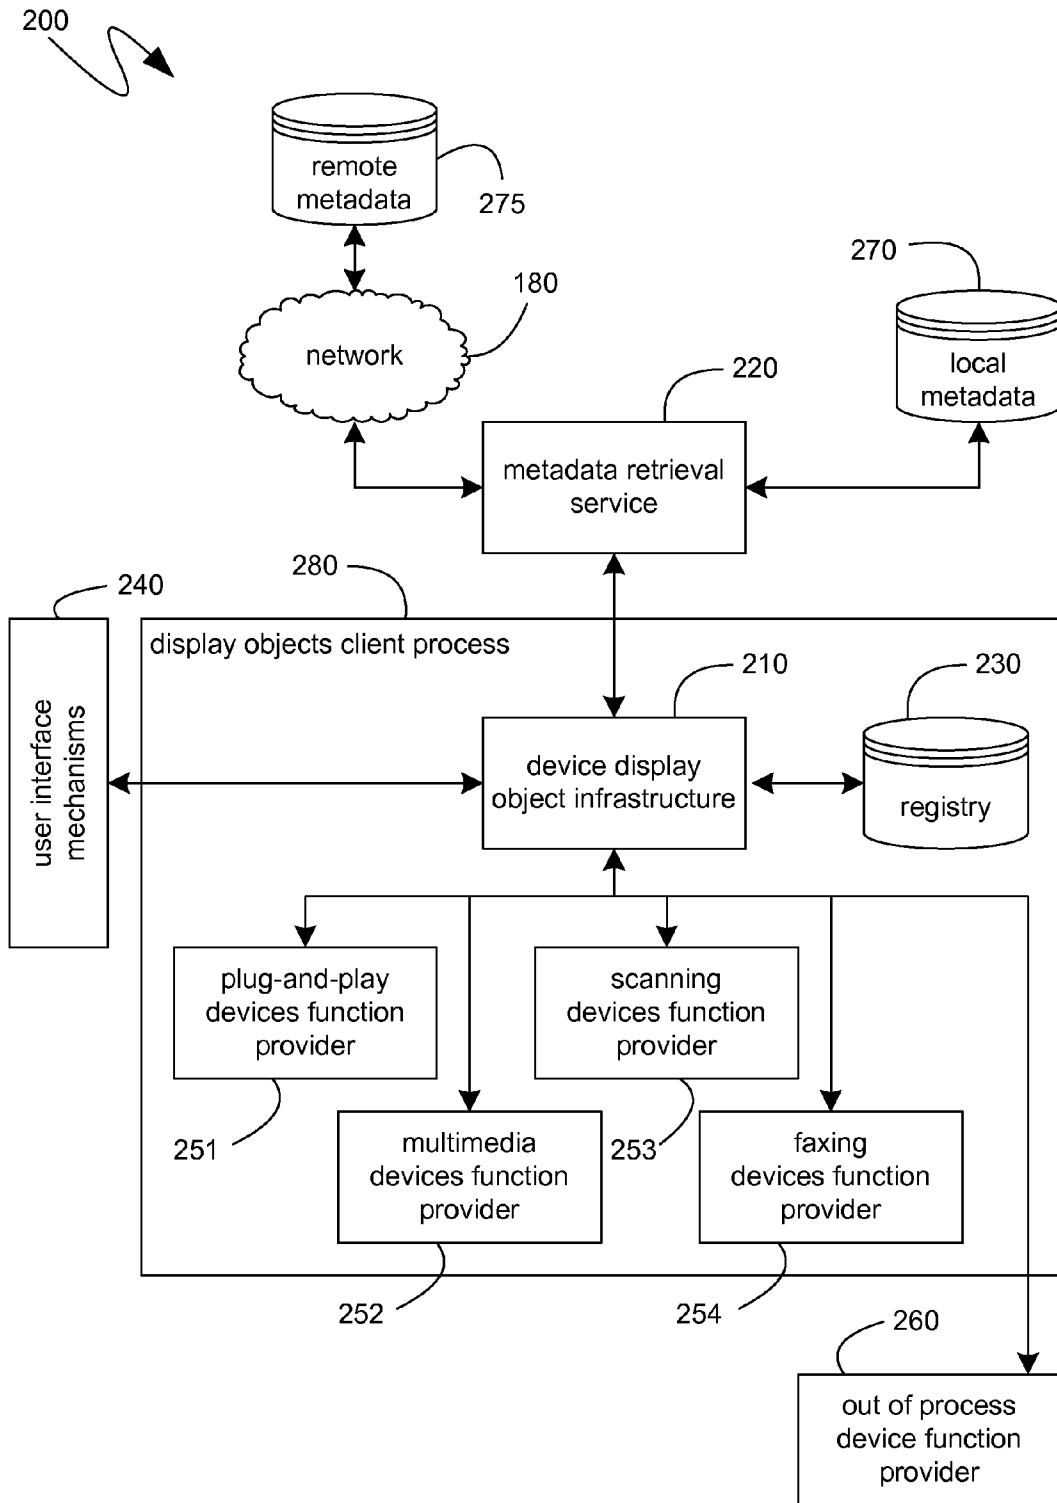 200
remote
metadata
275
270
180
network
local
metadata
220
metadada retrieval
service
240
280
display objects client process
210
230
user interface
mechanisms
device display
object infrastructure
registry
plug-and-play
devices function
provider
scanning
devices function
provider
251
253
multimedia
devices function
provider
faxing
devices function
provider
252
254
260
out of process
device function
provider